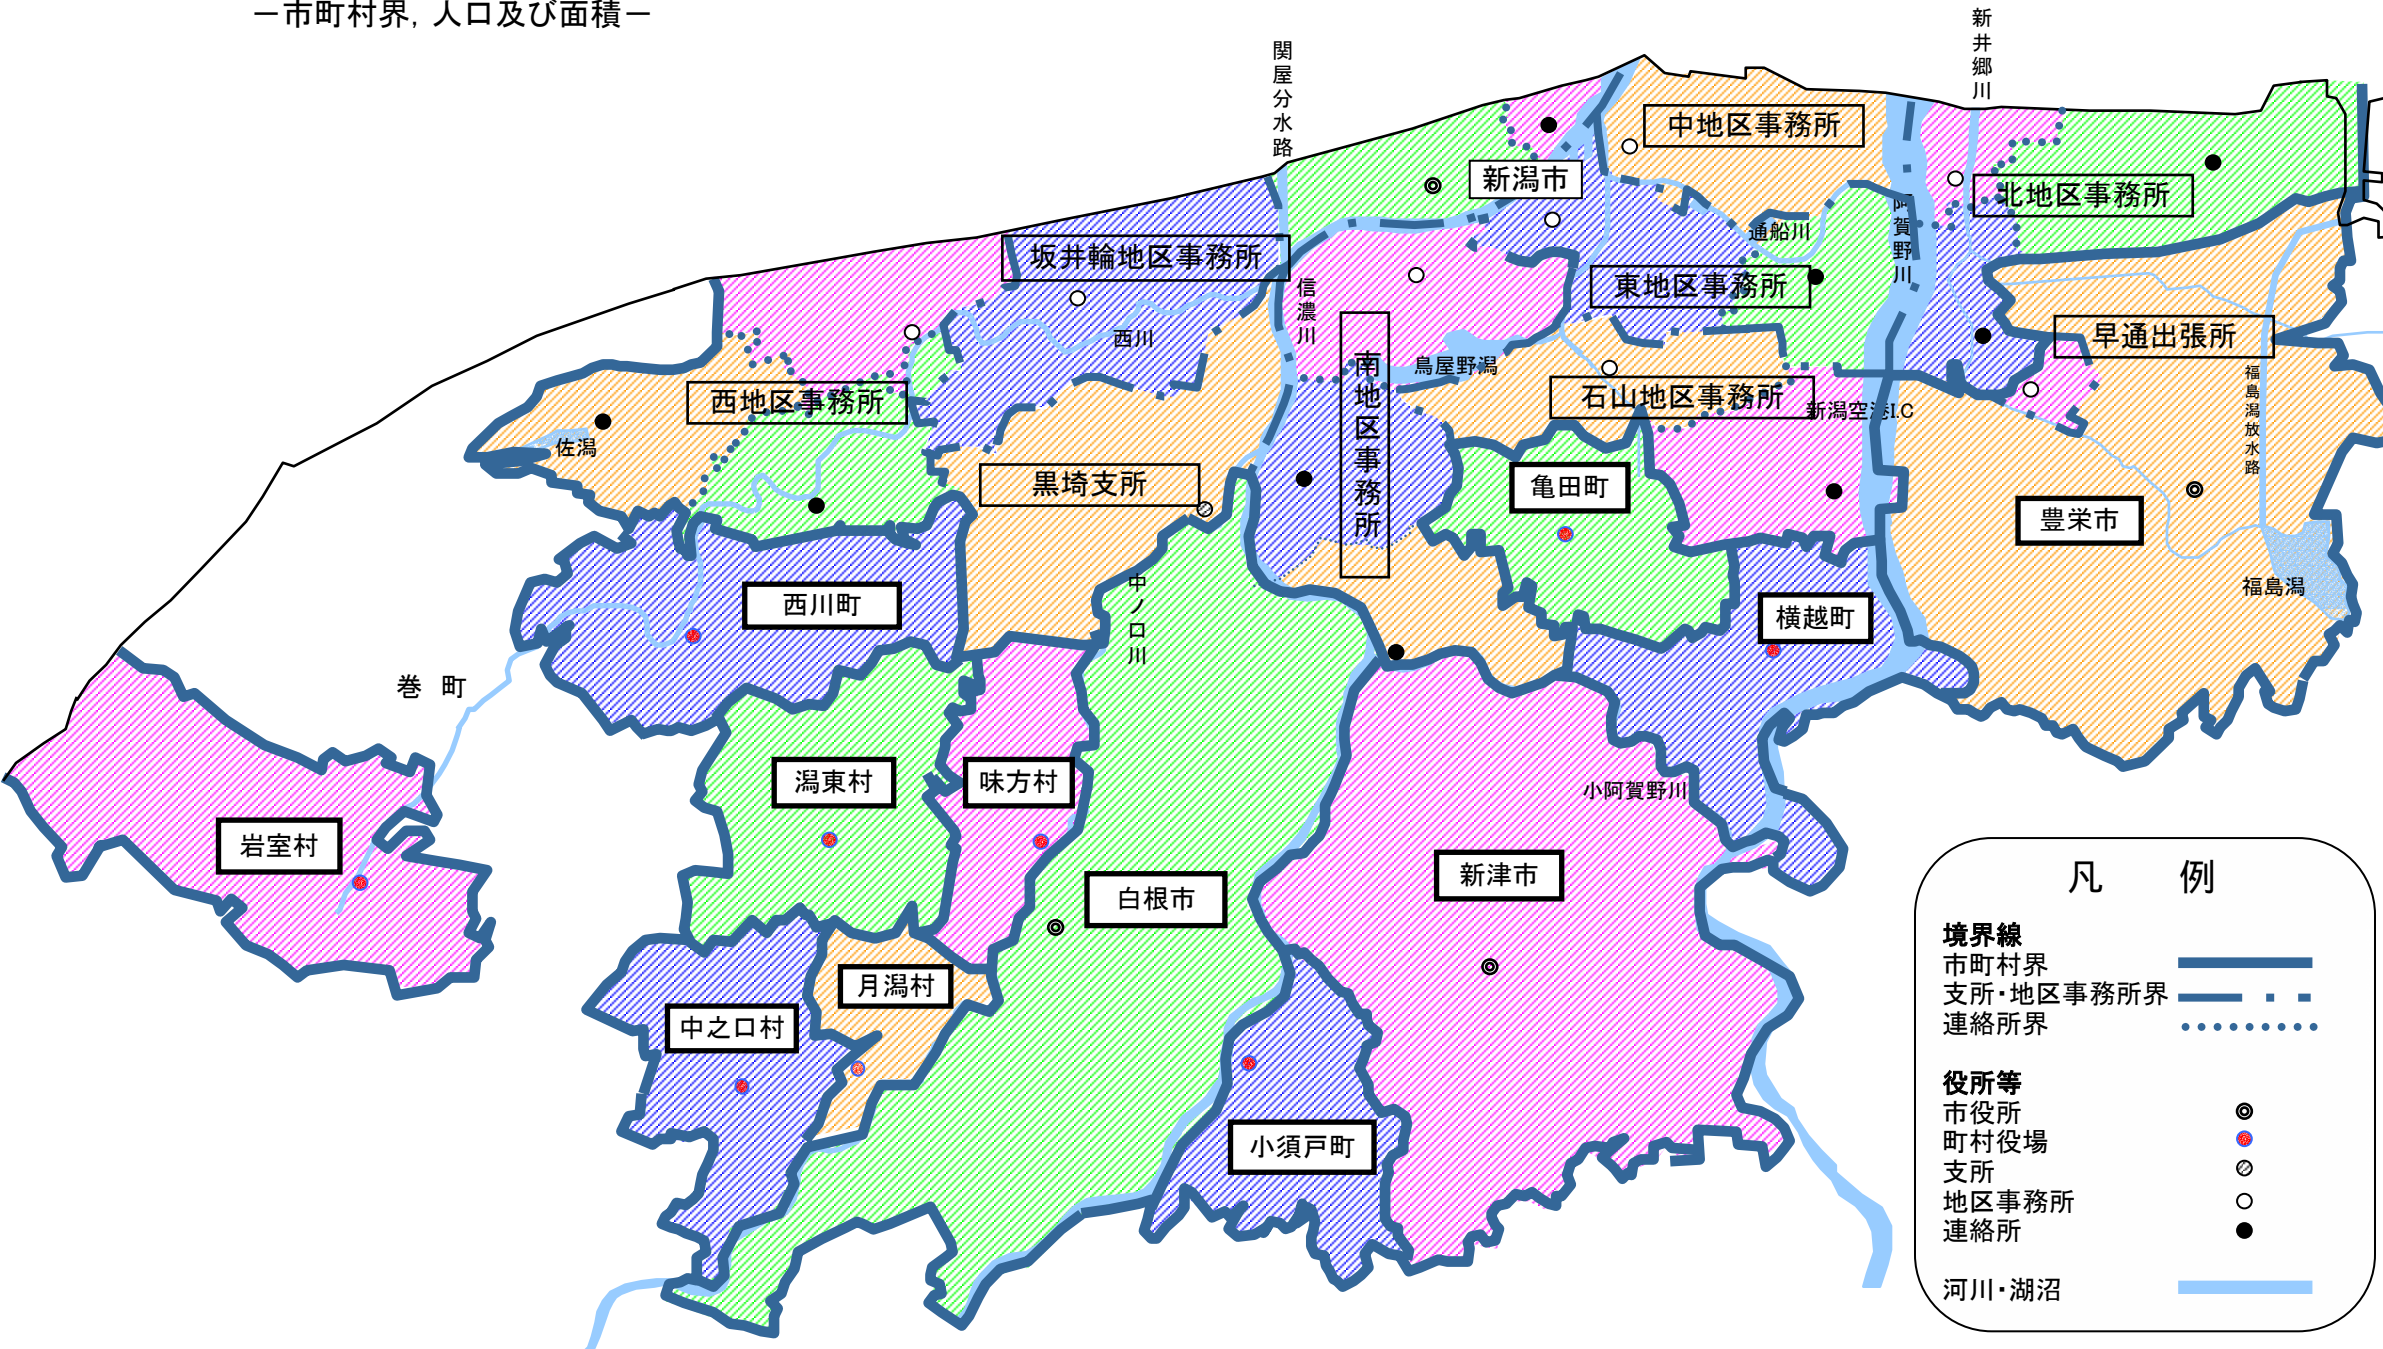 －市町村界，人口及び面積－
関屋分水路
新井郷川
中地区事務所
新潟市
北地区事務所
阿賀野川
通船川
坂井輪地区事務所
東地区事務所
信濃川
西川
早通出張所
南地区事務所
鳥屋野潟
西地区事務所
石山地区事務所
新潟空港I.C
福島潟放水路
佐潟
黒埼支所
亀田町
豊栄市
中ノ口川
西川町
横越町
福島潟
巻　町
潟東村
味方村
小阿賀野川
岩室村
白根市
新津市
月潟村
中之口村
小須戸町
凡　例
境界線
市町村界
支所・地区事務所界
連絡所界
役所等
市役所
町村役場
支所
地区事務所
連絡所
河川・湖沼